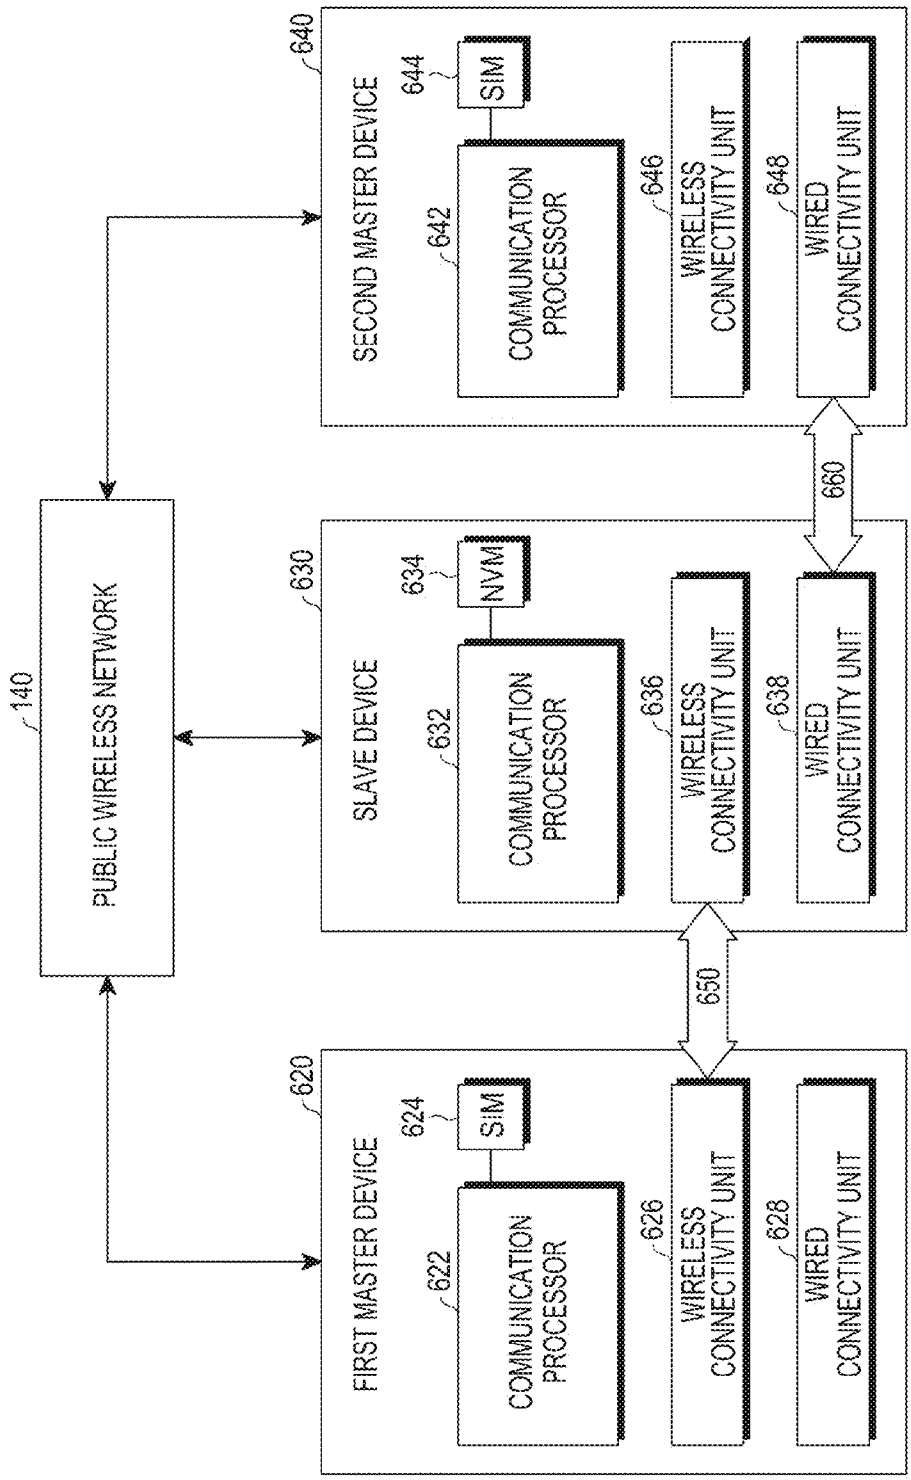 140
PUBLIC WIRELESS NETWORK
620
FIRST MASTER DEVICE
622
COMMUNICATION
PROCESSOR
624
SIM
626
WIRELESS
CONNECTIVITY UNIT
628
WIRED
CONNECTIVITY UNIT
650
630
SLAVE DEVICE
632
COMMUNICATION
PROCESSOR
634
NVM
636
WIRELESS
CONNECTIVITY UNIT
638
WIRED
CONNECTIVITY UNIT
660
640
SECOND MASTER DEVICE
642
COMMUNICATION
PROCESSOR
644
SIM
646
WIRELESS
CONNECTIVITY UNIT
648
WIRED
CONNECTIVITY UNIT